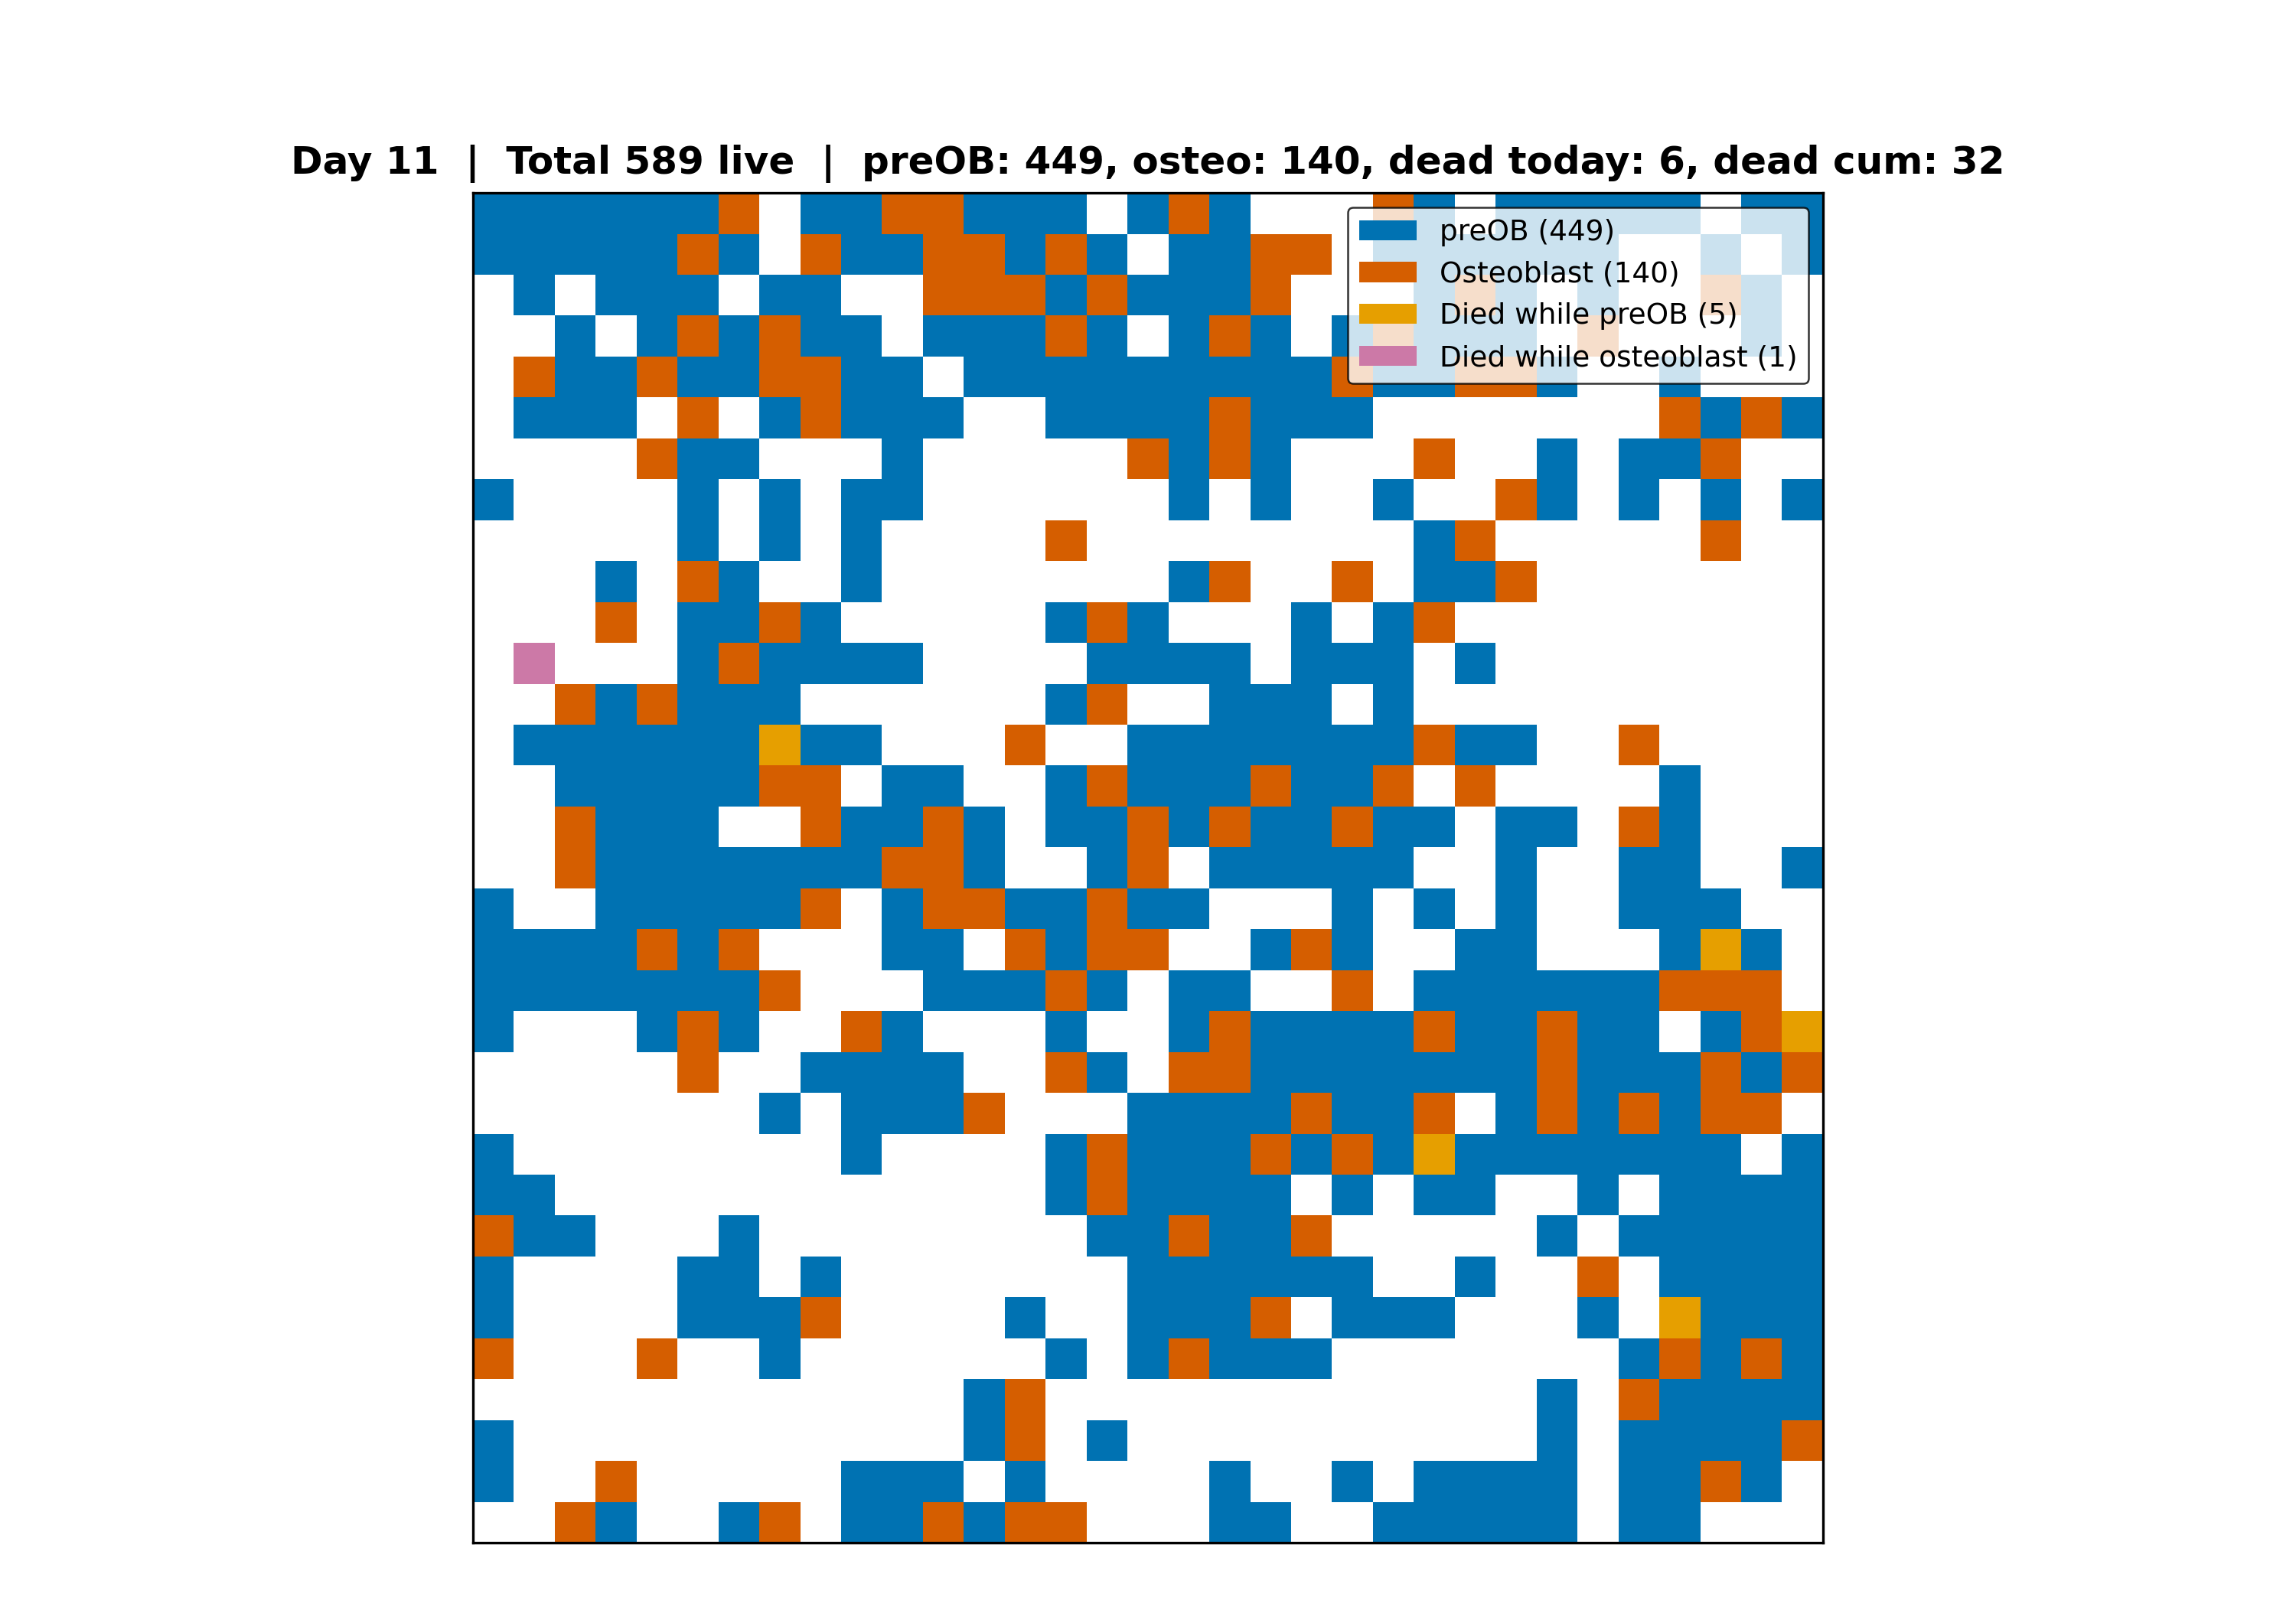 Day 11 | Total 589 live | preOB: 449, osteo: 140, dead today: 6, dead cum: 32
preOB (449)
Osteoblast (140)
Died while preOB (5)
Died while osteoblast (1)